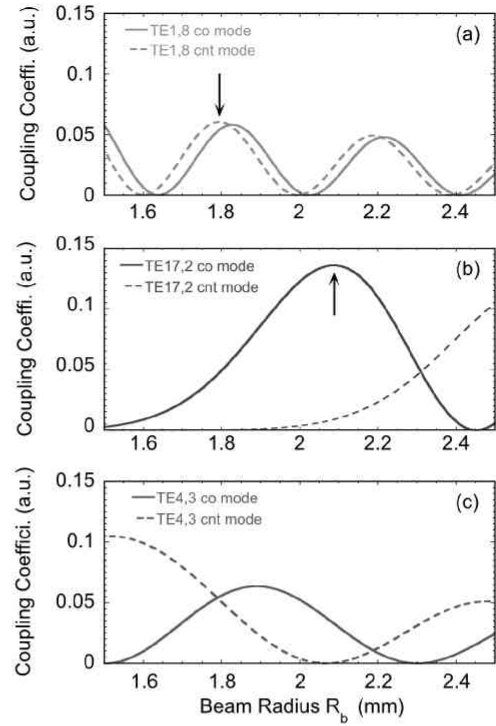 Coupling Coeffi. (a.u.)
0.15
0.1
0.05
0
TE1,8 co mode
TE1,8 cnt mode
(a)
1.6 1.8 2 2.2 2.4
Coupling Coeffi. (a.u.)
0.15
0.1
0.05
0
TE17,2 co mode
TE17,2 cnt mode
(b)
1.6 1.8 2 2.2 2.4
Coupling Coeffici. (a.u.)
0.15
0.1
0.05
0
TE4,3 co mode
TE4,3 cnt mode
(c)
1.6 1.8 2 2.2 2.4
Beam Radius R_b (mm)